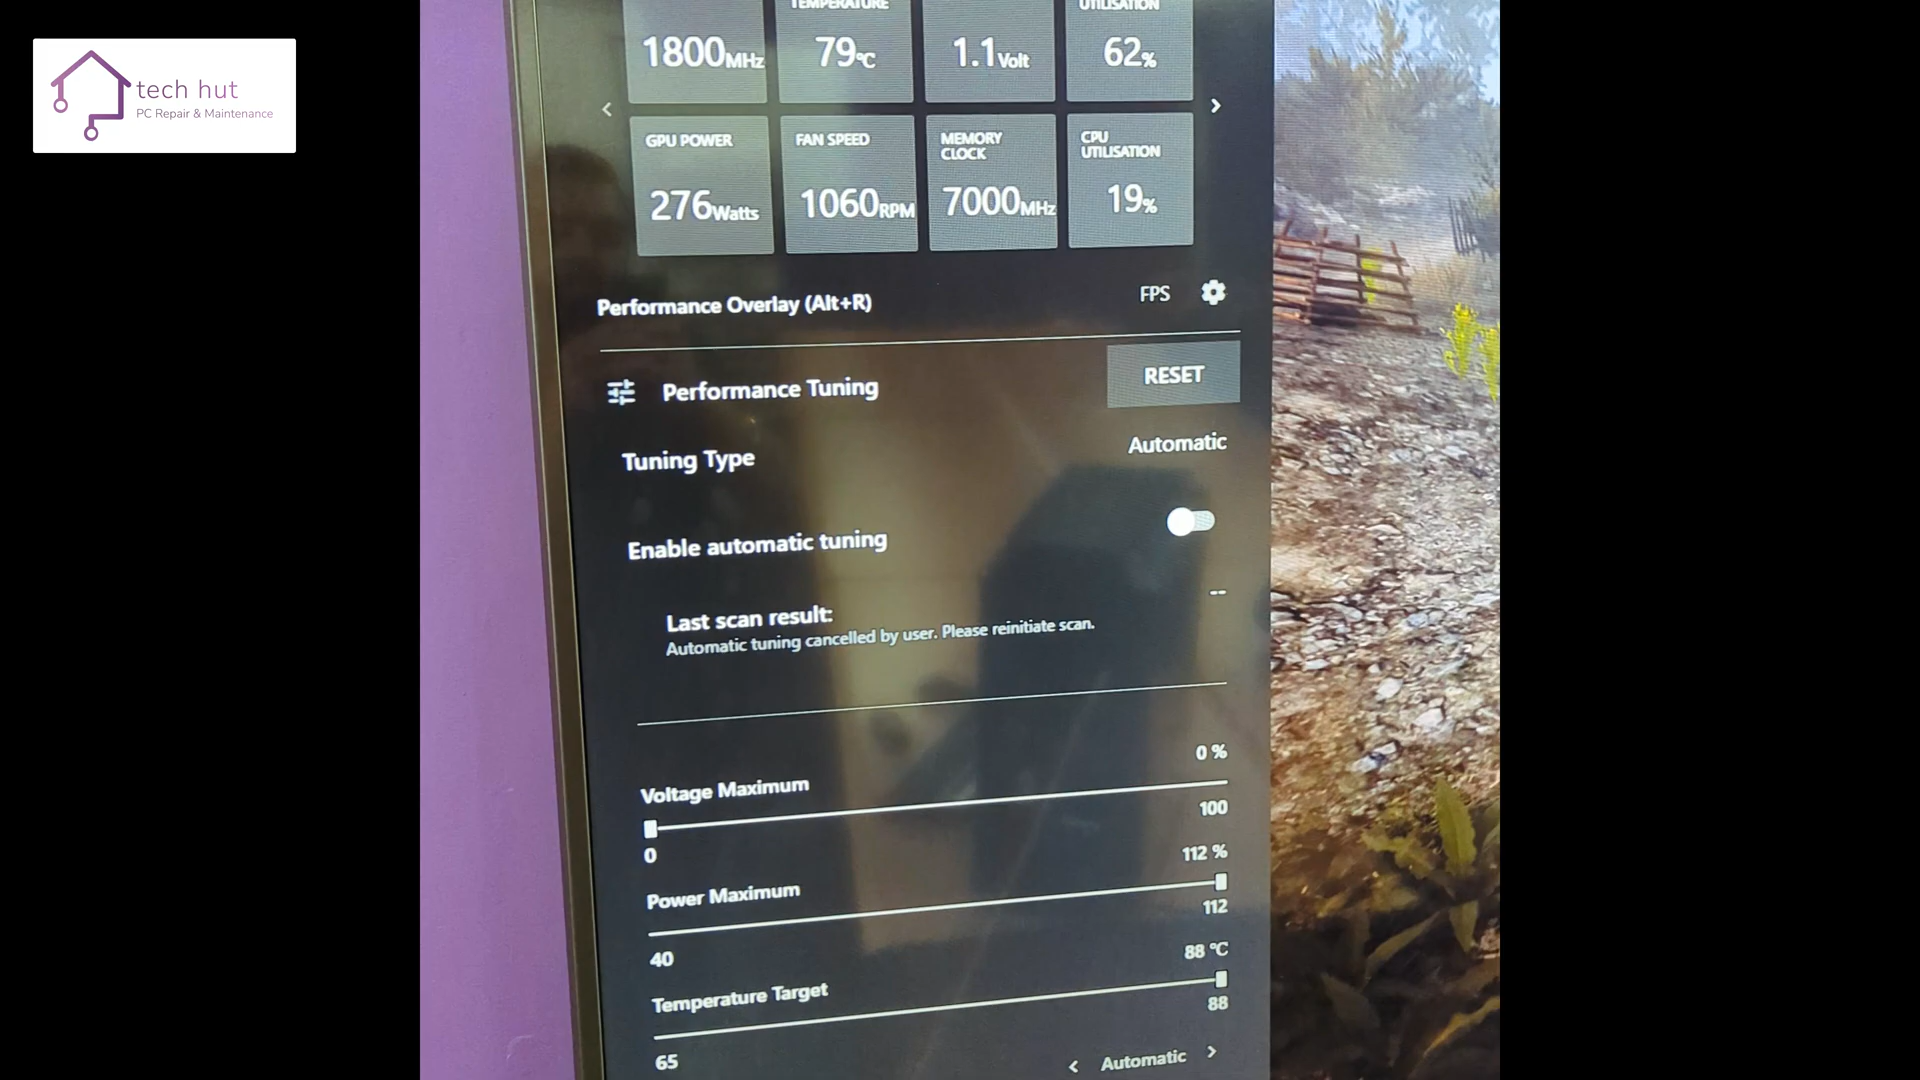 tech hut
PC Repair & Maintenance
TEMPERATURE
UTILISATION
1800MHz
79°C
1.1Volt
62%
GPU POWER
FAN SPEED
MEMORY
CLOCK
CPU
UTILISATION
276Watts
1060RPM
7000MHz
19%
Performance Overlay (Alt+R)
FPS
Performance Tuning
RESET
Tuning Type
Automatic
Enable automatic tuning
Last scan result:
--
Automatic tuning cancelled by user. Please reinitiate scan.
0 %
Voltage Maximum
100
0
112 %
Power Maximum
112
40
88 °C
Temperature Target
88
65
< Automatic >